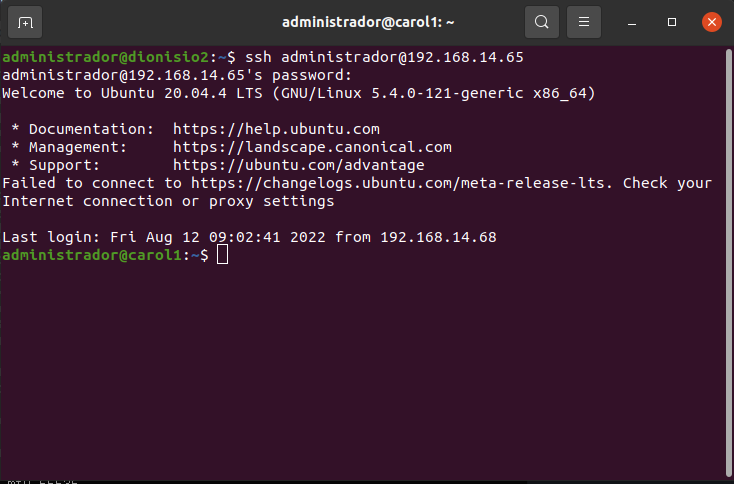 administrador@carol1: ~
administrador@dionisio2:~$ ssh administrador@192.168.14.65
administrador@192.168.14.65's password:
Welcome to Ubuntu 20.04.4 LTS (GNU/Linux 5.4.0-121-generic x86_64)
* Documentation:  https://help.ubuntu.com
* Management:     https://landscape.canonical.com
* Support:        https://ubuntu.com/advantage
Failed to connect to https://changelogs.ubuntu.com/meta-release-lts. Check your
Internet connection or proxy settings
Last login: Fri Aug 12 09:02:41 2022 from 192.168.14.68
administrador@carol1:~$